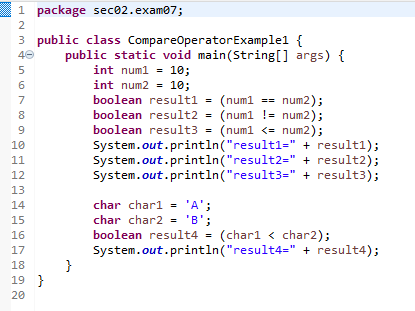 1 package sec02.exam07;
2
3 public class CompareOperatorExample1 {
4     public static void main(String[] args) {
5         int num1 = 10;
6         int num2 = 10;
7         boolean result1 = (num1 == num2);
8         boolean result2 = (num1 != num2);
9         boolean result3 = (num1 <= num2);
10         System.out.println("result1=" + result1);
11         System.out.println("result2=" + result2);
12         System.out.println("result3=" + result3);
13
14         char char1 = 'A';
15         char char2 = 'B';
16         boolean result4 = (char1 < char2);
17         System.out.println("result4=" + result4);
18     }
19 }
20